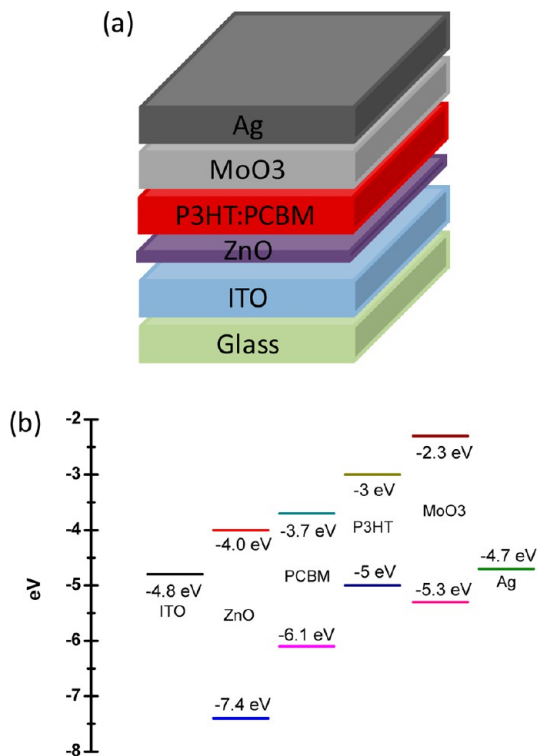 (a)
Ag
MoO3
P3HT:PCBM
ZnO
ITO
Glass
(b)
eV
-2
-3
-4
-5
-6
-7
-8
-4.8 eV
ITO
-4.0 eV
ZnO
-7.4 eV
-3.7 eV
PCBM
-6.1 eV
-3 eV
P3HT
-5 eV
-2.3 eV
MoO3
-5.3 eV
-4.7 eV
Ag